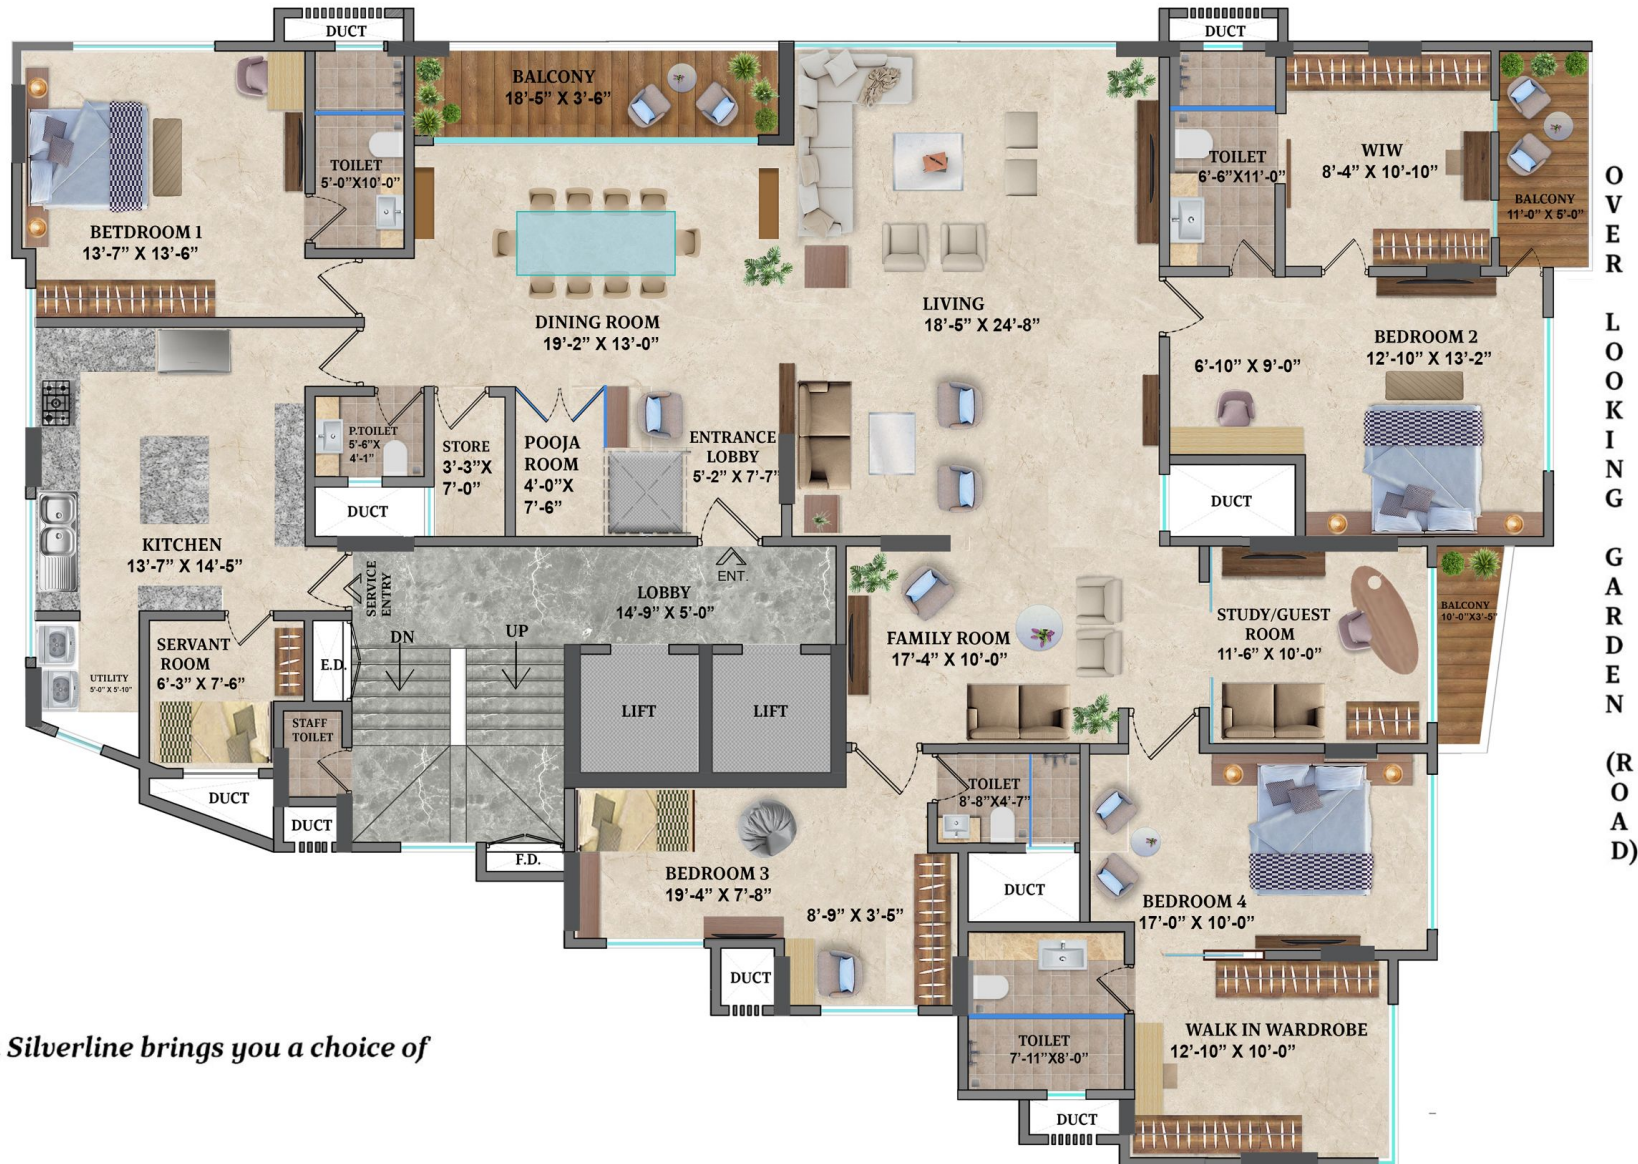 DUCT
DUCT
BALCONY
18'-5" X 3'-6"
TOILET
5'-0"X10'-0"
BETDROOM 1
13'-7" X 13'-6"
TOILET
6'-6"X11'-0"
WIW
8'-4" X 10'-10"
BALCONY
11'-0" X 5'-0"
DINING ROOM
19'-2" X 13'-0"
LIVING
18'-5" X 24'-8"
BEDROOM 2
12'-10" X 13'-2"
6'-10" X 9'-0"
P.TOILET
5'-6"X
4'-1"
STORE
3'-3"X
7'-0"
POOJA
ROOM
4'-0"X
7'-6"
ENTRANCE
LOBBY
5'-2" X 7'-7"
DUCT
DUCT
KITCHEN
13'-7" X 14'-5"
SERVICE
ENTRY
ENT.
LOBBY
14'-9" X 5'-0"
DN
UP
SERVANT
ROOM
6'-3" X 7'-6"
E.D.
UTILITY
5'-0" X 5'-10"
STAFF
TOILET
LIFT
LIFT
FAMILY ROOM
17'-4" X 10'-0"
STUDY/GUEST
ROOM
11'-6" X 10'-0"
BALCONY
10'-0"X3'-5"
DUCT
DUCT
F.D.
TOILET
8'-8"X4'-7"
BEDROOM 3
19'-4" X 7'-8"
8'-9" X 3'-5"
DUCT
DUCT
BEDROOM 4
17'-0" X 10'-0"
TOILET
7'-11"X8'-0"
WALK IN WARDROBE
12'-10" X 10'-0"
DUCT
OVER LOOKING GARDEN (ROAD)
Silverline brings you a choice of